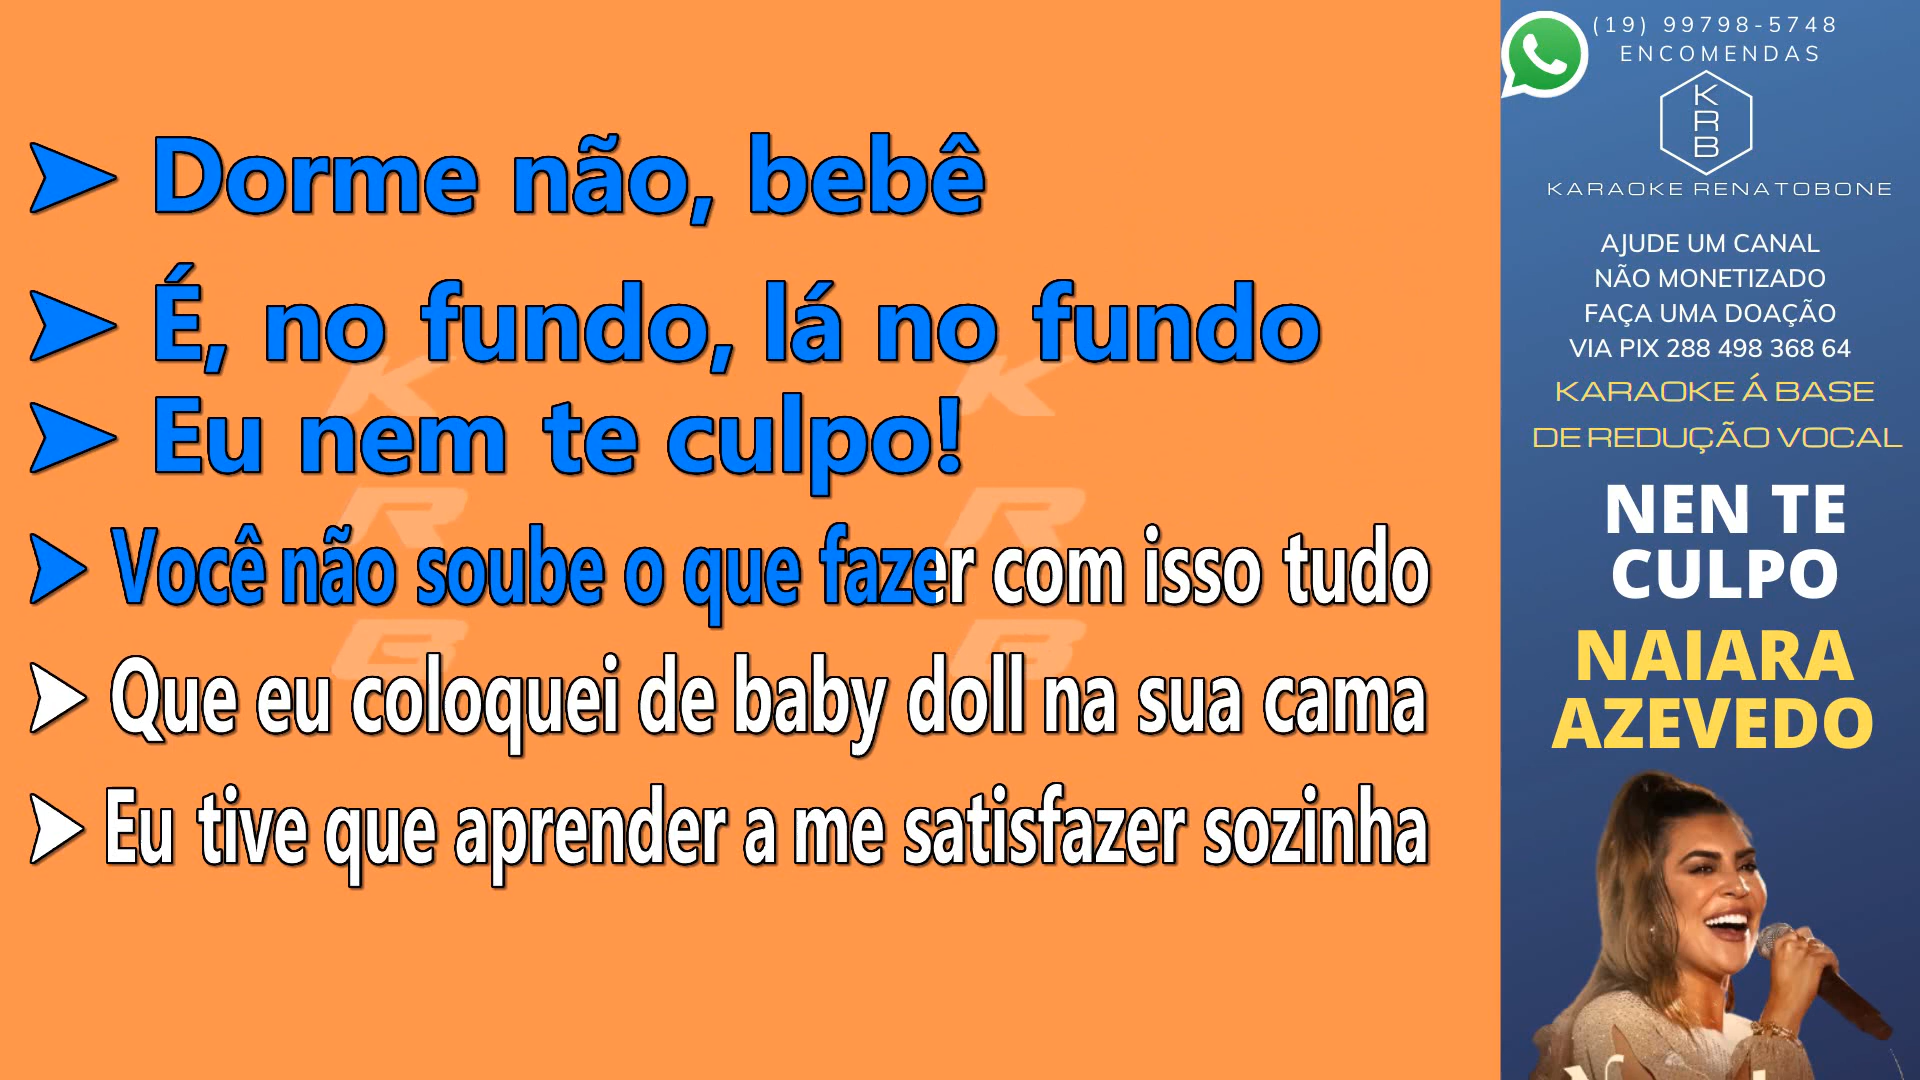 ➤ Dorme não, bebê
➤ É, no fundo, lá no fundo
➤ Eu nem te culpo!
➤ Você não soube o que fazer com isso tudo
➤ Que eu coloquei de baby doll na sua cama
➤ Eu tive que aprender a me satisfazer sozinha
K K
R R
B B
(19) 99798-5748
ENCOMENDAS
K
R
B
KARAOKE RENATOBONE
AJUDE UM CANAL
NÃO MONETIZADO
FAÇA UMA DOAÇÃO
VIA PIX 288 498 368 64
KARAOKE Á BASE
DE REDUÇÃO VOCAL
NEN TE
CULPO
NAIARA
AZEVEDO